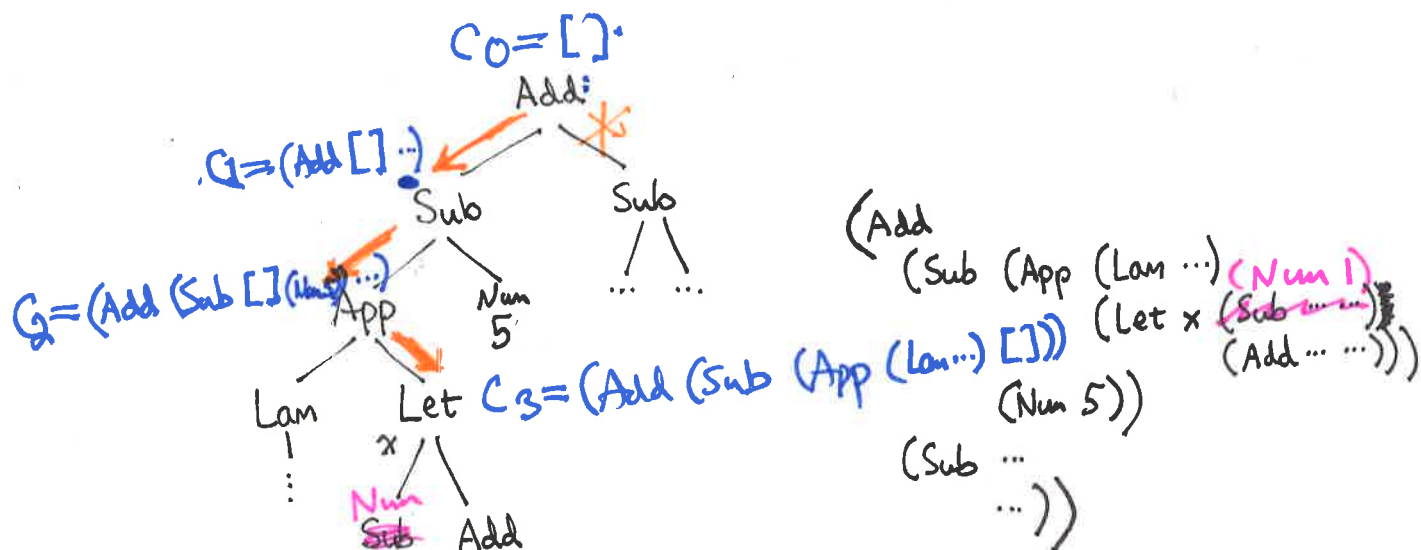 C0 = [ ].
Add:
C1 = (Add [ ] ...)
Sub
Sub
C2 = (Add (Sub [ ] (Num 5) ...)
App
Num
5
... ...
Lam
Let
x
⋮
Num
Sub
Add
C3 = (Add (Sub (App (Lam ...) [ ]))
(Add
(Sub (App (Lam ...) (Num 1)
(Let x (Sub ... ...)
(Add ... ...)))
(Num 5))
(Sub ...
...))